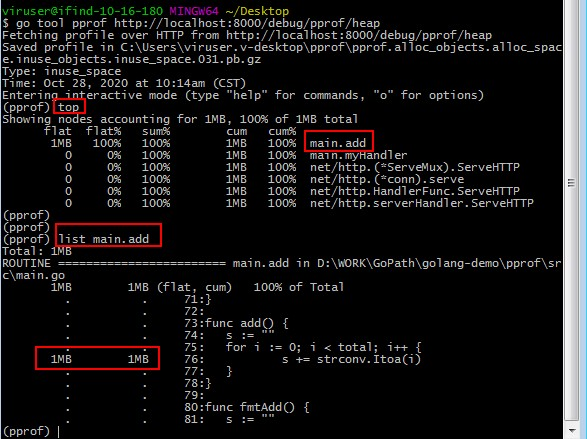 viruser@ifind-10-16-180 MINGW64 ~/Desktop
$ go tool pprof http://localhost:8000/debug/pprof/heap
Fetching profile over HTTP from http://localhost:8000/debug/pprof/heap
Saved profile in C:\Users\viruser.v-desktop\pprof\pprof.alloc_objects.alloc_spac
e.inuse_objects.inuse_space.031.pb.gz
Type: inuse_space
Time: Oct 28, 2020 at 10:14am (CST)
Entering interactive mode (type "help" for commands, "o" for options)
(pprof) top
Showing nodes accounting for 1MB, 100% of 1MB total
flat flat% sum% cum cum%
1MB 100% 100% 1MB 100% main.add
0 0% 100% 1MB 100% main.myHandler
0 0% 100% 1MB 100% net/http.(*ServeMux).ServeHTTP
0 0% 100% 1MB 100% net/http.(*conn).serve
0 0% 100% 1MB 100% net/http.HandlerFunc.ServeHTTP
0 0% 100% 1MB 100% net/http.serverHandler.ServeHTTP
(pprof)
(pprof)
(pprof) list main.add
Total: 1MB
ROUTINE ======================== main.add in D:\WORK\GoPath\golang-demo\pprof\sr
c\main.go
1MB 1MB (flat, cum) 100% of Total
. . 71:}
. . 72:
. . 73:func add() {
. . 74: s := ""
. . 75: for i := 0; i < total; i++ {
1MB 1MB 76: s += strconv.Itoa(i)
. . 77: }
. . 78:}
. . 79:
. . 80:func fmtAdd() {
. . 81: s := ""
(pprof)